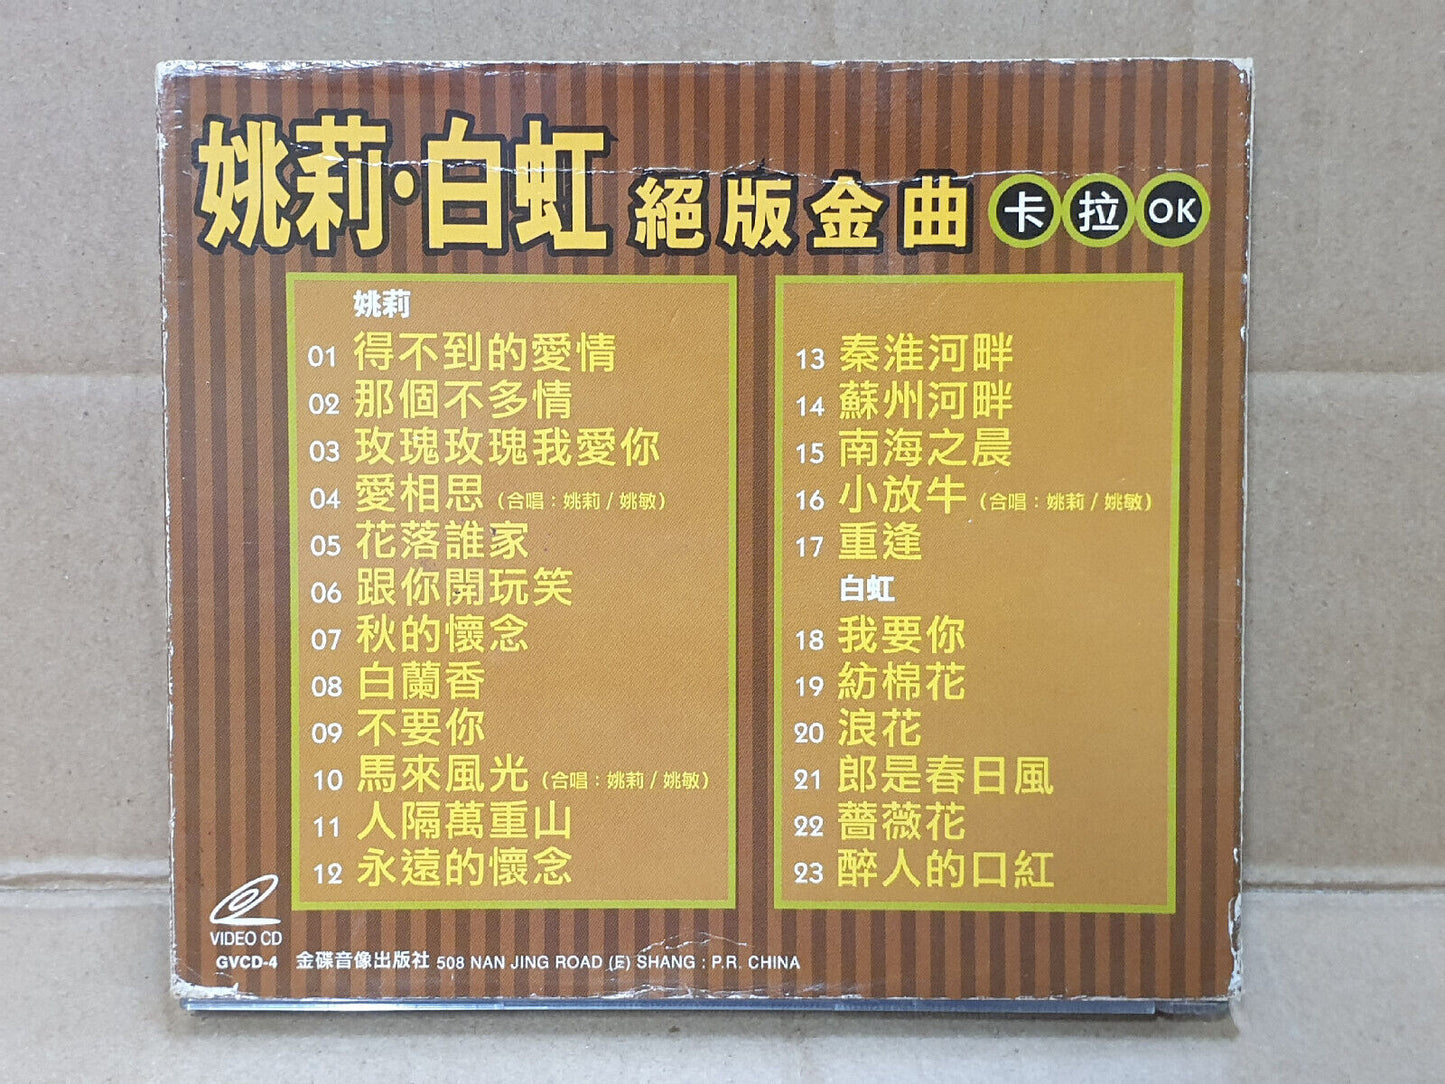 姚莉·白虹 絕版金曲 卡拉OK
姚莉
01 得不到的愛情
02 那個不多情
03 玫瑰玫瑰我愛你
04 愛相思（合唱：姚莉 / 姚敏）
05 花落誰家
06 跟你開玩笑
07 秋的懷念
08 白蘭香
09 不要你
10 馬來風光（合唱：姚莉 / 姚敏）
11 人隔萬重山
12 永遠的懷念
13 秦淮河畔
14 蘇州河畔
15 南海之晨
16 小放牛（合唱：姚莉 / 姚敏）
17 重逢
白虹
18 我要你
19 紡棉花
20 浪花
21 郎是春日風
22 薔薇花
23 醉人的口紅
VIDEO CD
GVCD-4 金碟音像出版社 508 NAN JING ROAD (E) SHANG : P.R. CHINA